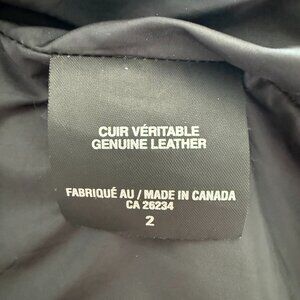 CUIR VÉRITABLE
GENUINE LEATHER
FABRIQUÉ AU / MADE IN CANADA
CA 26234
2